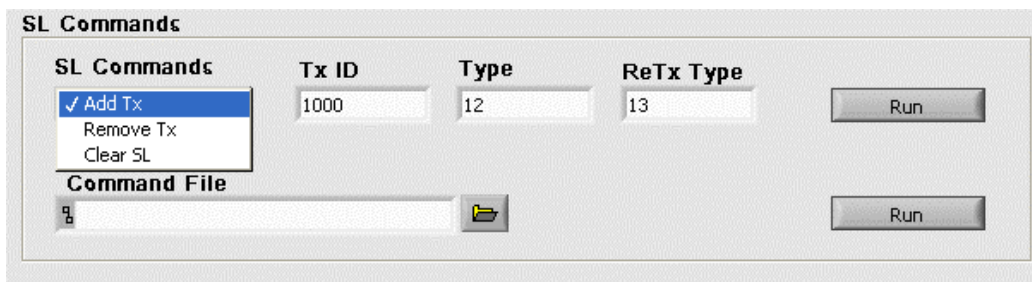 SL Commands
SL Commands Tx ID Type ReTx Type
✓ Add Tx 1000 12 13 Run
Remove Tx
Clear SL
Command File
Run